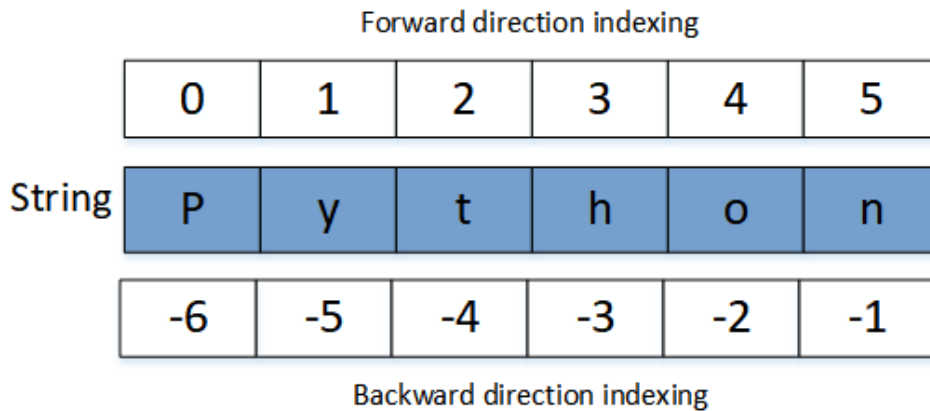 Forward direction indexing
0 1 2 3 4 5
String P y t h o n
-6 -5 -4 -3 -2 -1
Backward direction indexing